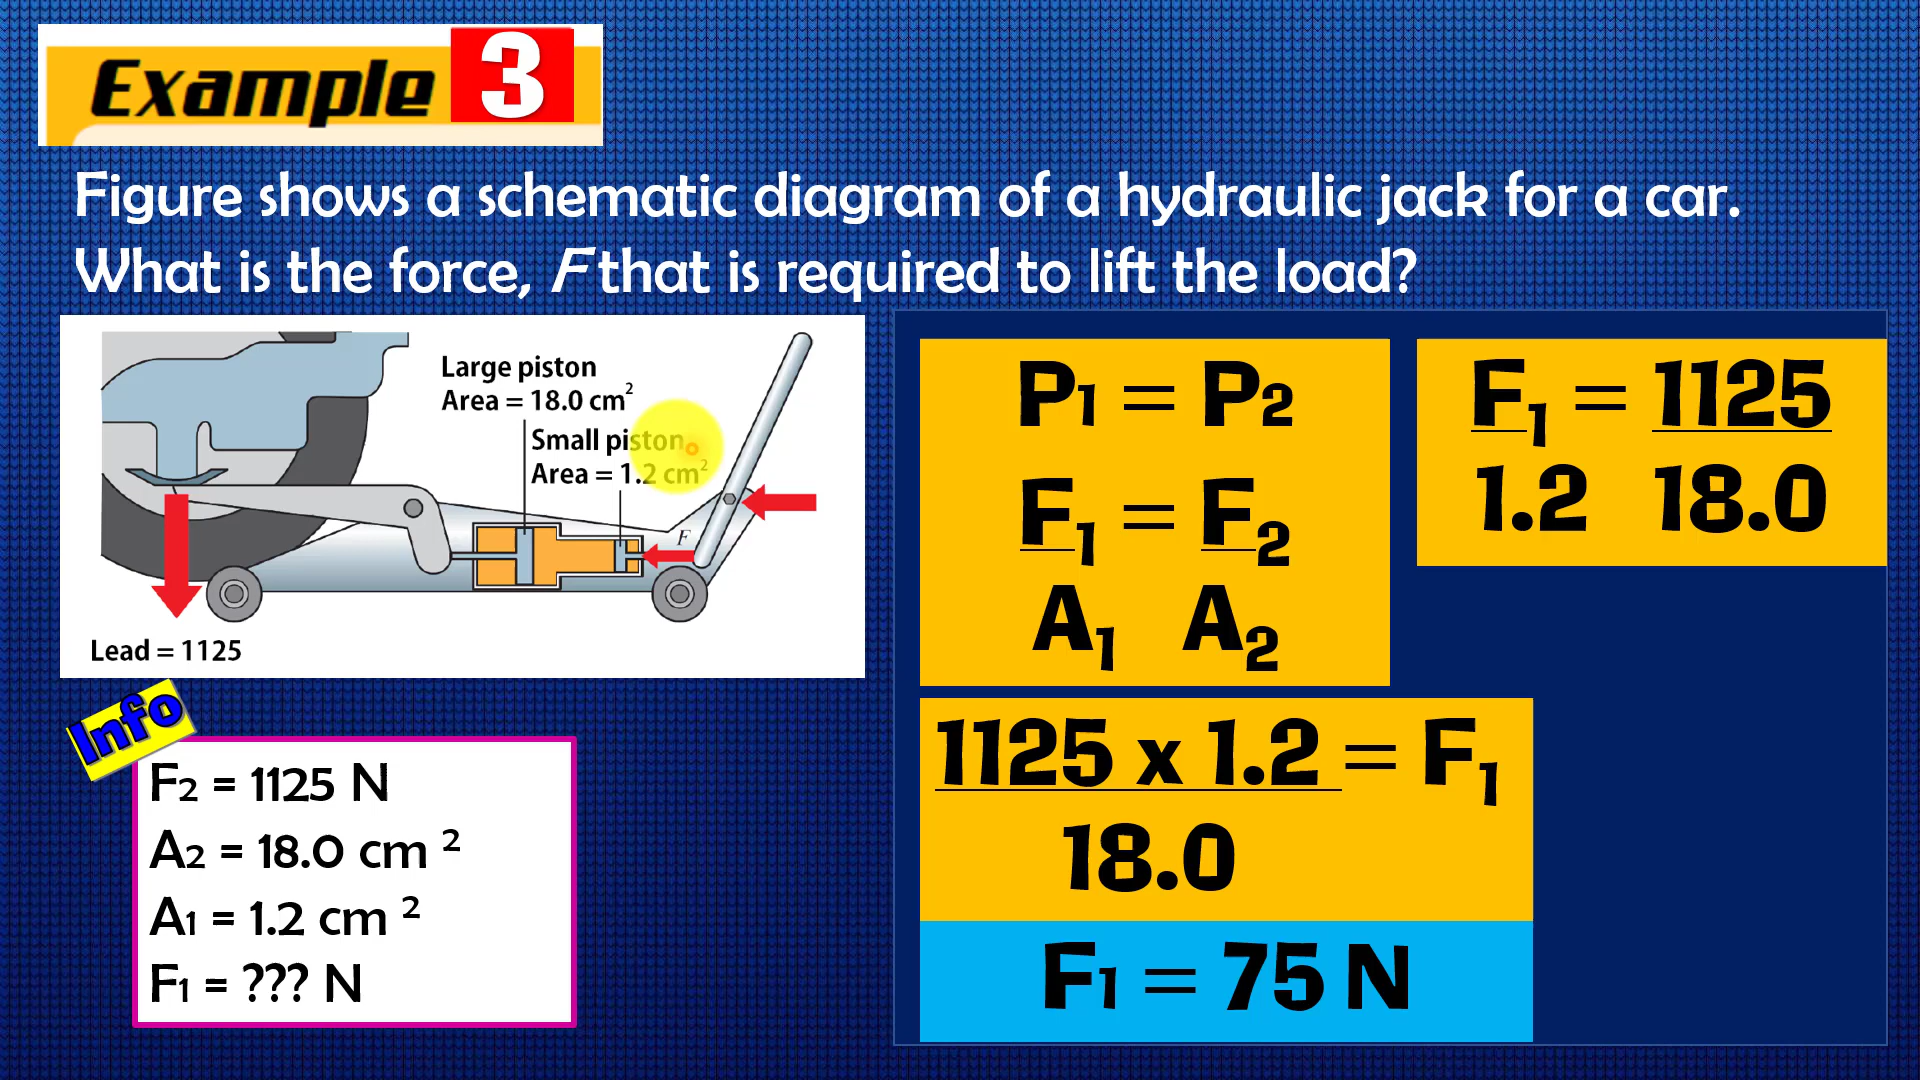 Example 3
Figure shows a schematic diagram of a hydraulic jack for a car.
What is the force, F that is required to lift the load?
Large piston
Area = 18.0 cm²
Small piston
Area = 1.2 cm²
F
Lead = 1125
Info
F2 = 1125 N
A2 = 18.0 cm ²
A1 = 1.2 cm ²
F1 = ??? N
P1 = P2
F1 = F2
A1 A2
F1 = 1125
1.2 18.0
1125 x 1.2 = F1
18.0
F1 = 75 N